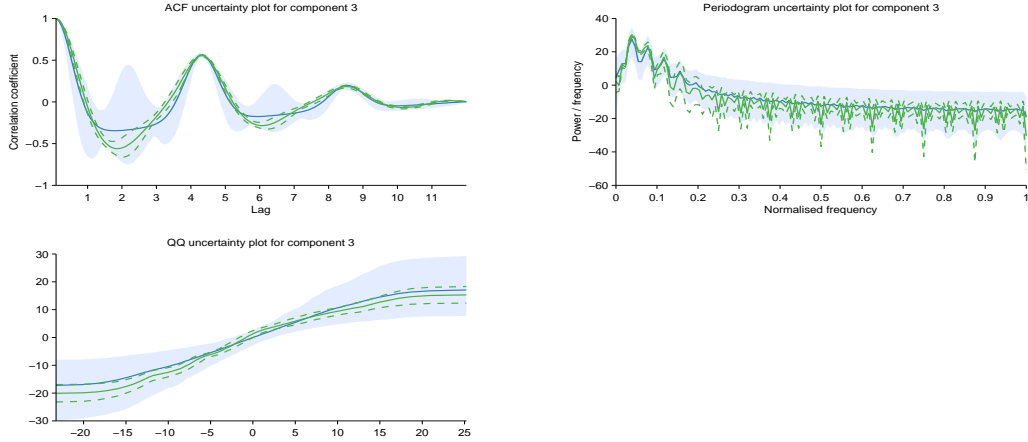 ACF uncertainty plot for component 3
1
0.5
0
−0.5
−1
Correlation coefficient
1 2 3 4 5 6 7 8 9 10 11
Lag
Periodogram uncertainty plot for component 3
40
20
0
−20
−40
−60
Power / frequency
0 0.1 0.2 0.3 0.4 0.5 0.6 0.7 0.8 0.9 1
Normalised frequency
QQ uncertainty plot for component 3
30
20
10
0
−10
−20
−30
−20 −15 −10 −5 0 5 10 15 20 25